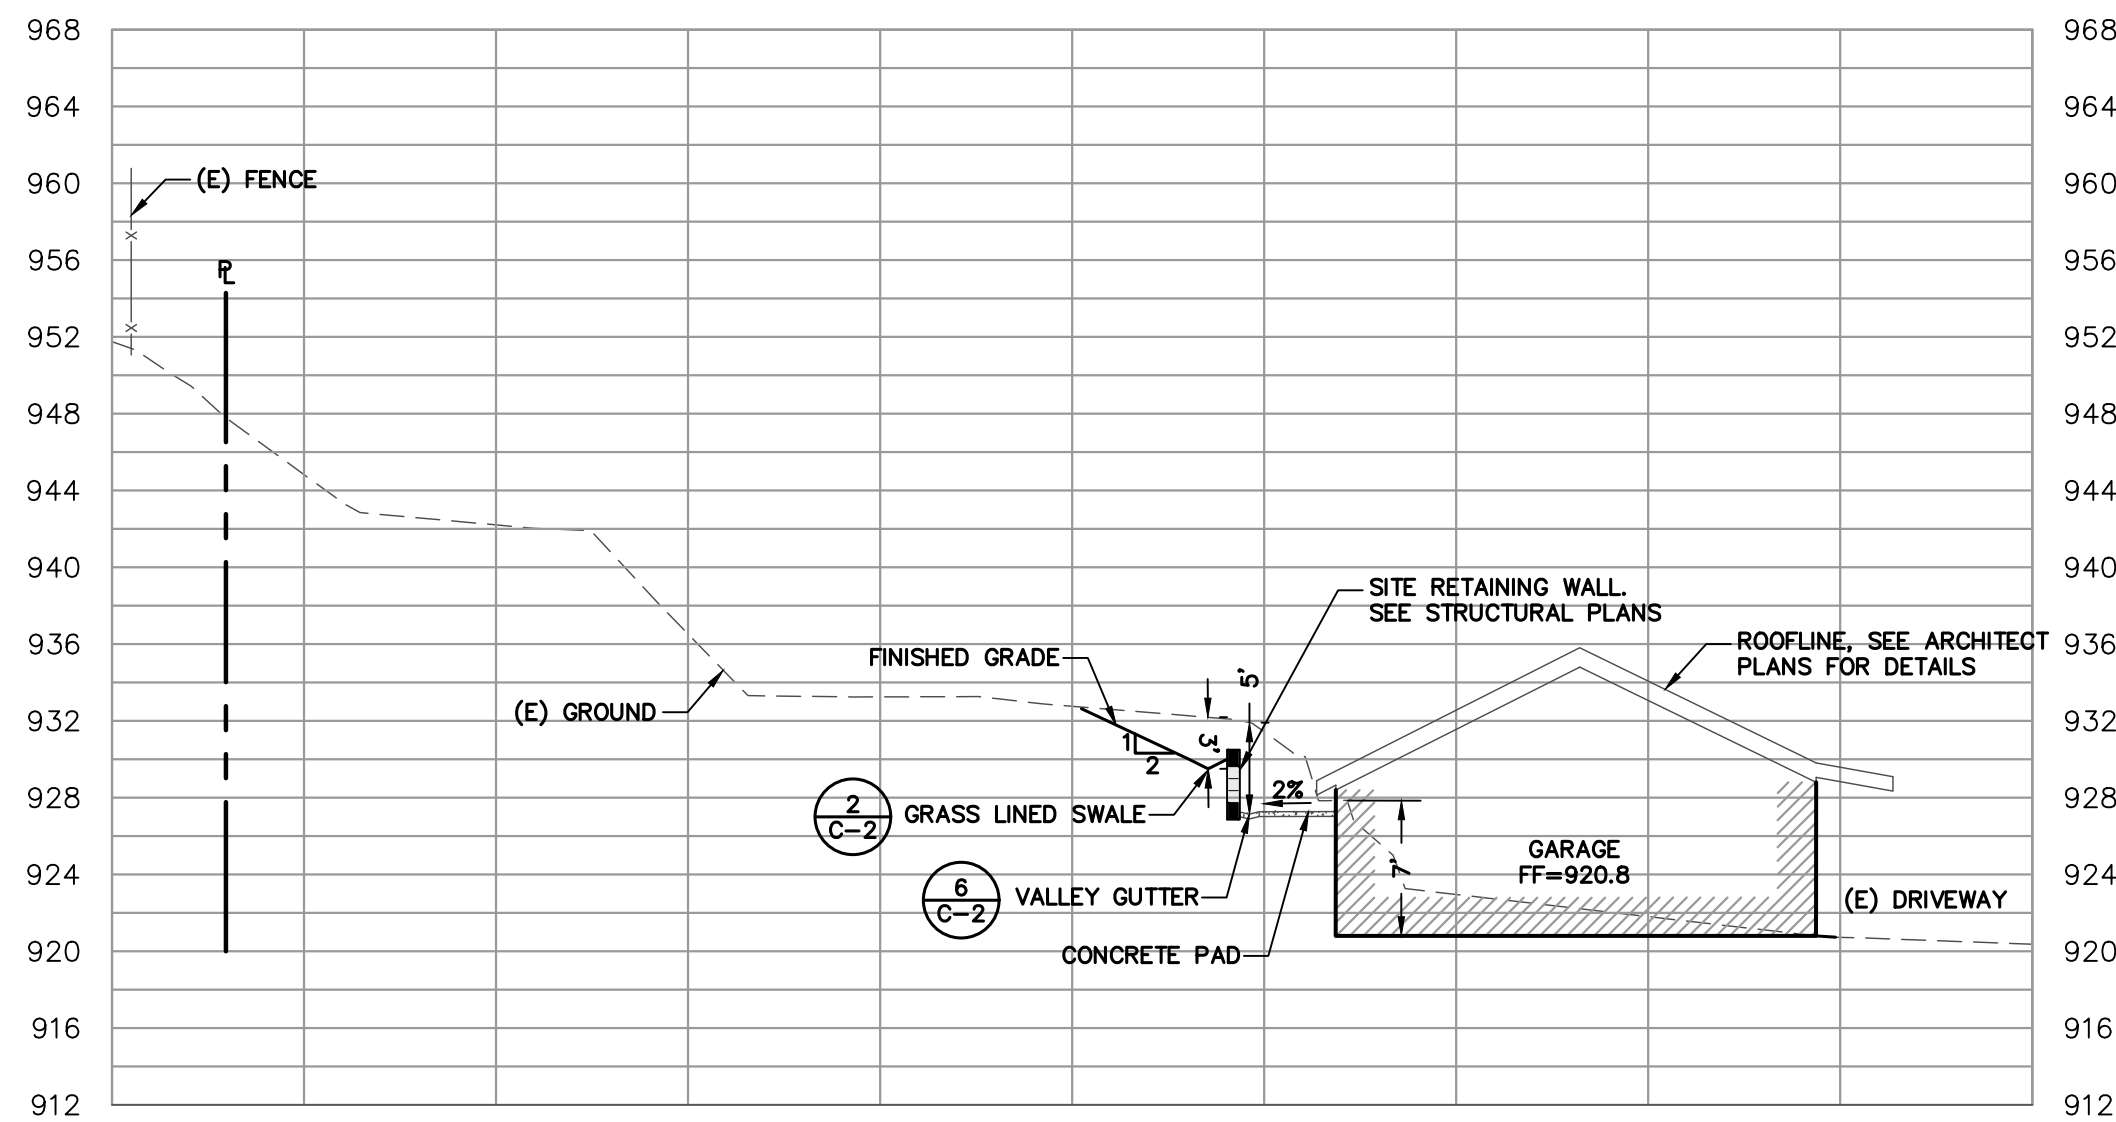 968 968
964 964
(E) FENCE
960 960
956 956
PL
952 952
948 948
944 944
940 940
SITE RETAINING WALL.
SEE STRUCTURAL PLANS
936 936
ROOFLINE, SEE ARCHITECT
PLANS FOR DETAILS
FINISHED GRADE
5'
(E) GROUND
932 932
3'
1
2
2%
928 928
2
C-2
GRASS LINED SWALE
GARAGE
FF=920.8
7'
924 924
6
C-2
VALLEY GUTTER
(E) DRIVEWAY
CONCRETE PAD
920 920
916 916
912 912